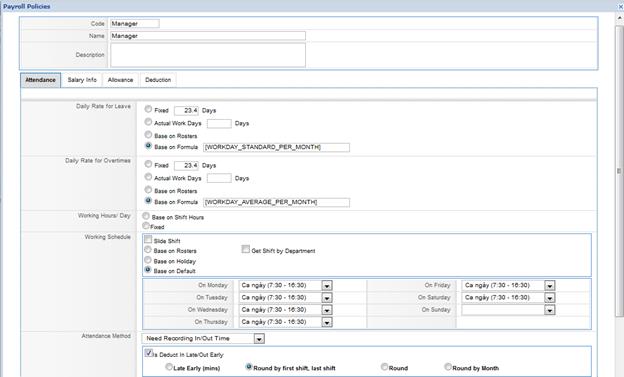 Payroll Policies
Code Manager
Name Manager
Description
Attendance Salary Info Allowance Deduction
Daily Rate for Leave Fixed 23.4 Days
Actual Work Days Days
Base on Rosters
Base on Formula [WORKDAY_STANDARD_PER_MONTH]
Daily Rate for Overtimes Fixed 23.4 Days
Actual Work Days Days
Base on Rosters
Base on Formula [WORKDAY_AVERAGE_PER_MONTH]
Working Hours/ Day Base on Shift Hours
Fixed
Working Schedule Slide Shift
Base on Rosters Get Shift by Department
Base on Holiday
Base on Default
On Monday Ca ngày (7:30 - 16:30) On Friday Ca ngày (7:30 - 16:30)
On Tuesday Ca ngày (7:30 - 16:30) On Saturday Ca ngày (7:30 - 16:30)
On Wednesday Ca ngày (7:30 - 16:30) On Sunday
On Thursday Ca ngày (7:30 - 16:30)
Attendance Method Need Recording In/Out Time
Is Deduct In Late/Out Early
Late Early (mins) Round by first shift, last shift Round Round by Month